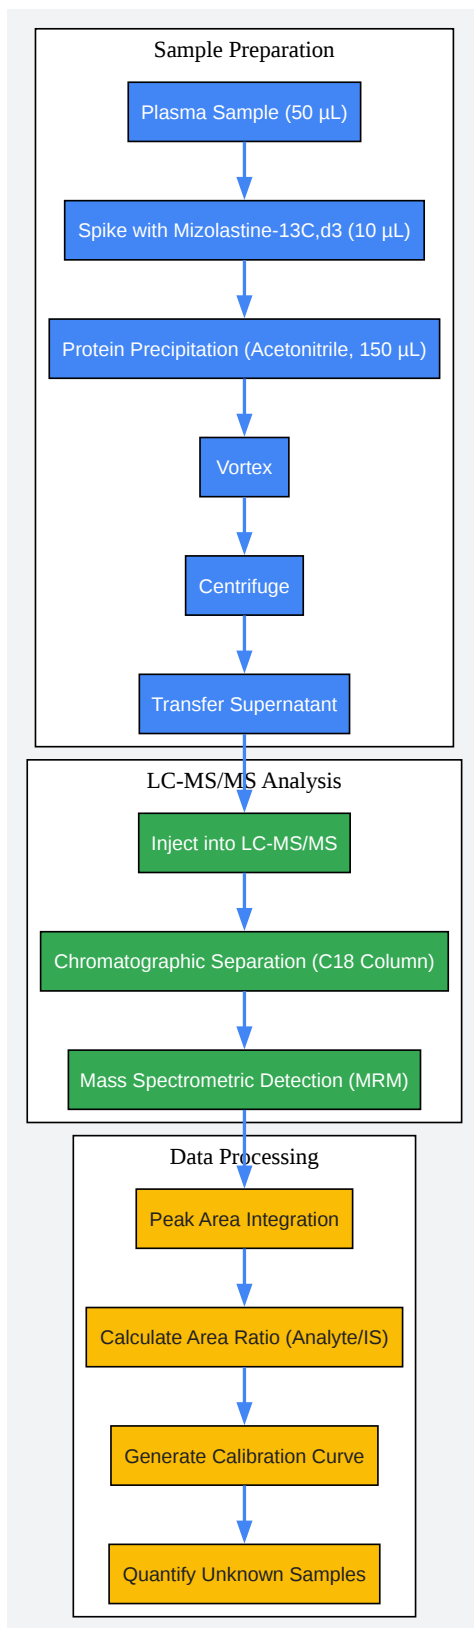 Sample Preparation
Plasma Sample (50 µL)
Spike with Mizolastine-13C,d3 (10 µL)
Protein Precipitation (Acetonitrile, 150 µL)
Vortex
Centrifuge
Transfer Supernatant
LC-MS/MS Analysis
Inject into LC-MS/MS
Chromatographic Separation (C18 Column)
Mass Spectrometric Detection (MRM)
Data Processing
Peak Area Integration
Calculate Area Ratio (Analyte/IS)
Generate Calibration Curve
Quantify Unknown Samples